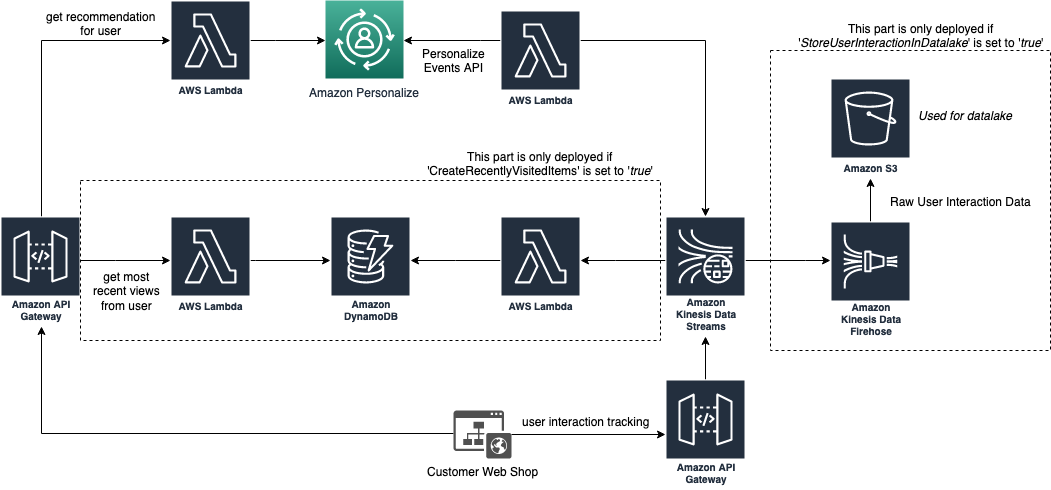 get recommendation
for user
AWS Lambda
Amazon Personalize
Personalize
Events API
AWS Lambda
This part is only deployed if
'StoreUserInteractionInDatalake' is set to 'true'
Used for datalake
Amazon S3
Raw User Interaction Data
Amazon
Kinesis Data
Firehose
This part is only deployed if
'CreateRecentlyVisitedItems' is set to 'true'
Amazon API
Gateway
get most
recent views
from user
AWS Lambda
Amazon
DynamoDB
AWS Lambda
Amazon
Kinesis Data
Streams
Customer Web Shop
user interaction tracking
Amazon API
Gateway